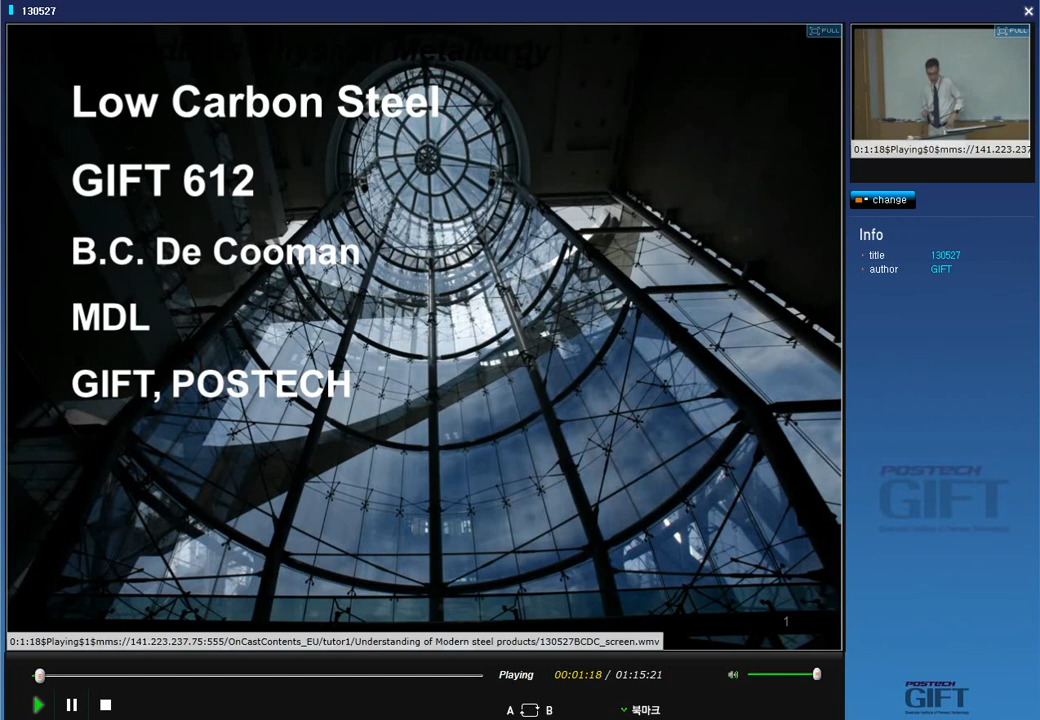 130527
FULL
FULL
Low Carbon Steel
GIFT 612
B.C. De Cooman
MDL
GIFT, POSTECH
1
0:1:18$Playing$1$mms://141.223.237.75:555/OnCastContents_EU/tutor1/Understanding of Modern steel products/130527BCDC_screen.wmv
0:1:18$Playing$0$mms://141.223.237
change
Info
title 130527
author GIFT
POSTECH
GIFT
Playing 00:01:18 / 01:15:21
A B 북마크
POSTECH
GIFT